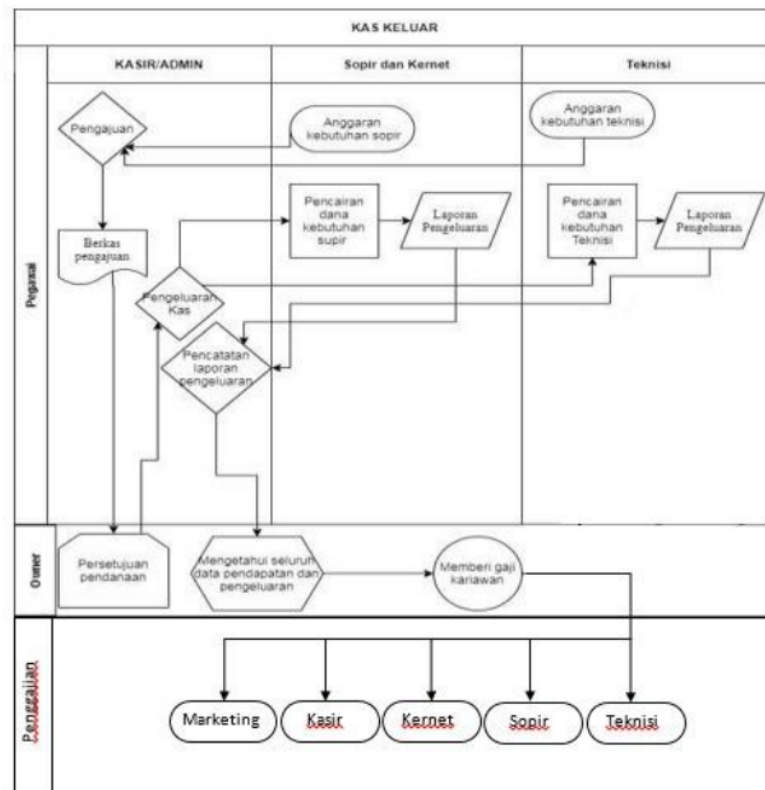 KAS KELUAR
KASIR/ADMIN
Sopir dan Kernet
Teknisi
Pegawai
Pengajuan
Anggaran
kebutuhan sopir
Anggaran
kebutuhan teknisi
Berkas
pengajuan
Pencairan
dana
kebutuhan
supir
Laporan
Pengeluaran
Pencairan
dana
kebutuhan
Teknisi
Laporan
Pengeluaran
Pengeluaran
Kas
Pencatatan
laporan
pengeluaran
Owner
Persetujuan
pendanaan
Mengetahui seluruh
data pendapatan dan
pengeluaran
Memberi gaji
kariawan
Penggajian
Marketing
Kasir
Kernet
Sopir
Teknisi